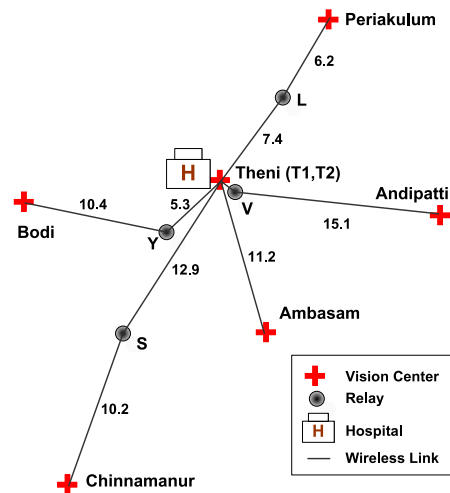 Periakulum
6.2
L
7.4
H
Theni (T1,T2)
Andipatti
10.4
5.3
V
15.1
Bodi
Y
12.9
11.2
Ambasam
S
10.2
Chinnamanur
Vision Center
Relay
H
Hospital
Wireless Link